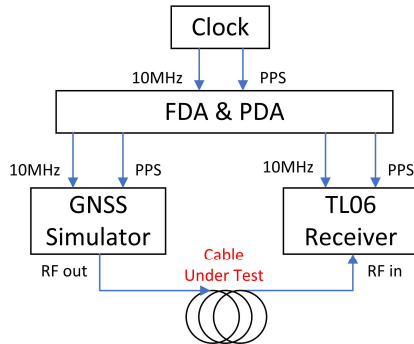 Clock
10MHz PPS
FDA & PDA
10MHz PPS 10MHz PPS
GNSS
Simulator
TL06
Receiver
Cable
Under Test
RF out
RF in